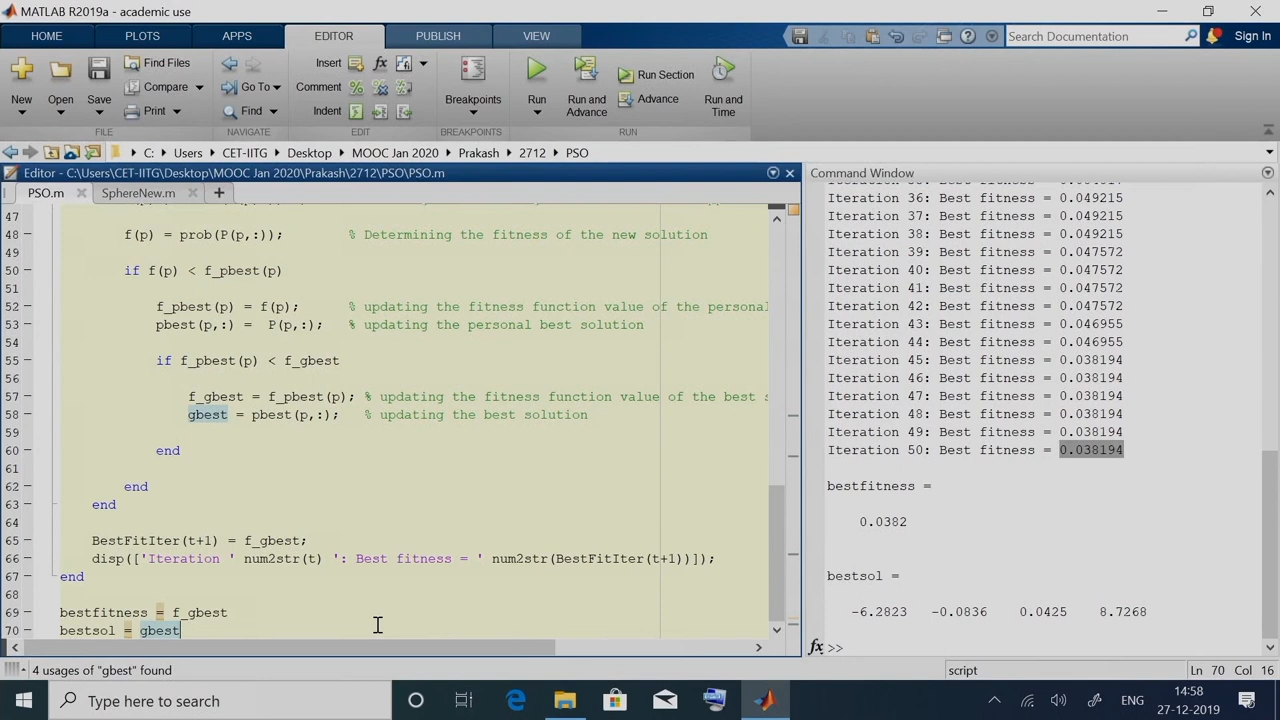 MATLAB R2019a - academic use
HOME PLOTS APPS EDITOR PUBLISH VIEW Search Documentation Sign In
New Open Save Find Files Compare Print Go To Find Insert Comment Indent Breakpoints Run Run and Advance Run Section Advance Run and Time
FILE NAVIGATE EDIT BREAKPOINTS RUN
C: Users CET-IITG Desktop MOOC Jan 2020 Prakash 2712 PSO
Editor - C:\Users\CET-IITG\Desktop\MOOC Jan 2020\Prakash\2712\PSO\PSO.m
PSO.m SphereNew.m
47
48 f(p) = prob(P(p,:)); % Determining the fitness of the new solution
49
50 if f(p) < f_pbest(p)
51
52 f_pbest(p) = f(p); % updating the fitness function value of the personal
53 pbest(p,:) = P(p,:); % updating the personal best solution
54
55 if f_pbest(p) < f_gbest
56
57 f_gbest = f_pbest(p); % updating the fitness function value of the best s
58 gbest = pbest(p,:); % updating the best solution
59
60 end
61
62 end
63 end
64
65 BestFitIter(t+1) = f_gbest;
66 disp(['Iteration ' num2str(t) ': Best fitness = ' num2str(BestFitIter(t+1))]);
67 end
68
69 bestfitness = f_gbest
70 bestsol = gbest
4 usages of "gbest" found
Command Window
Iteration 36: Best fitness = 0.049215
Iteration 37: Best fitness = 0.049215
Iteration 38: Best fitness = 0.049215
Iteration 39: Best fitness = 0.047572
Iteration 40: Best fitness = 0.047572
Iteration 41: Best fitness = 0.047572
Iteration 42: Best fitness = 0.047572
Iteration 43: Best fitness = 0.046955
Iteration 44: Best fitness = 0.046955
Iteration 45: Best fitness = 0.038194
Iteration 46: Best fitness = 0.038194
Iteration 47: Best fitness = 0.038194
Iteration 48: Best fitness = 0.038194
Iteration 49: Best fitness = 0.038194
Iteration 50: Best fitness = 0.038194
bestfitness =
0.0382
bestsol =
-6.2823 -0.0836 0.0425 8.7268
fx >>
script Ln 70 Col 16
Type here to search
ENG
14:58
27-12-2019